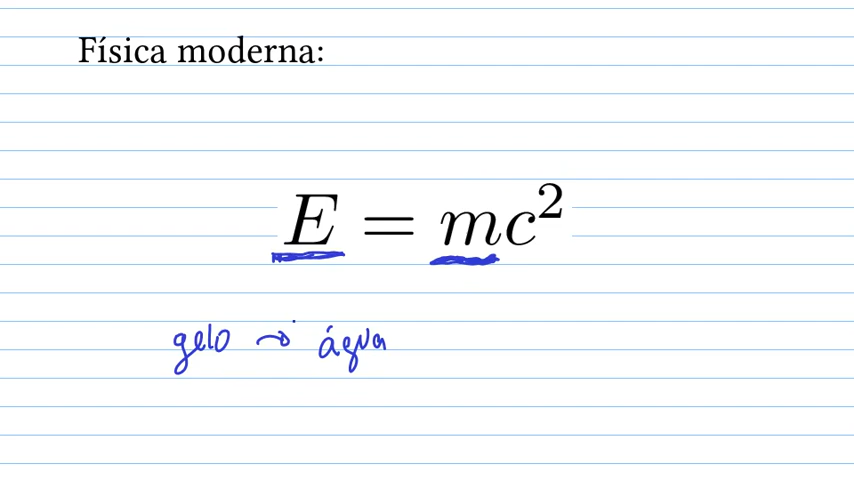 Física moderna:
E = mc²
gelo → água